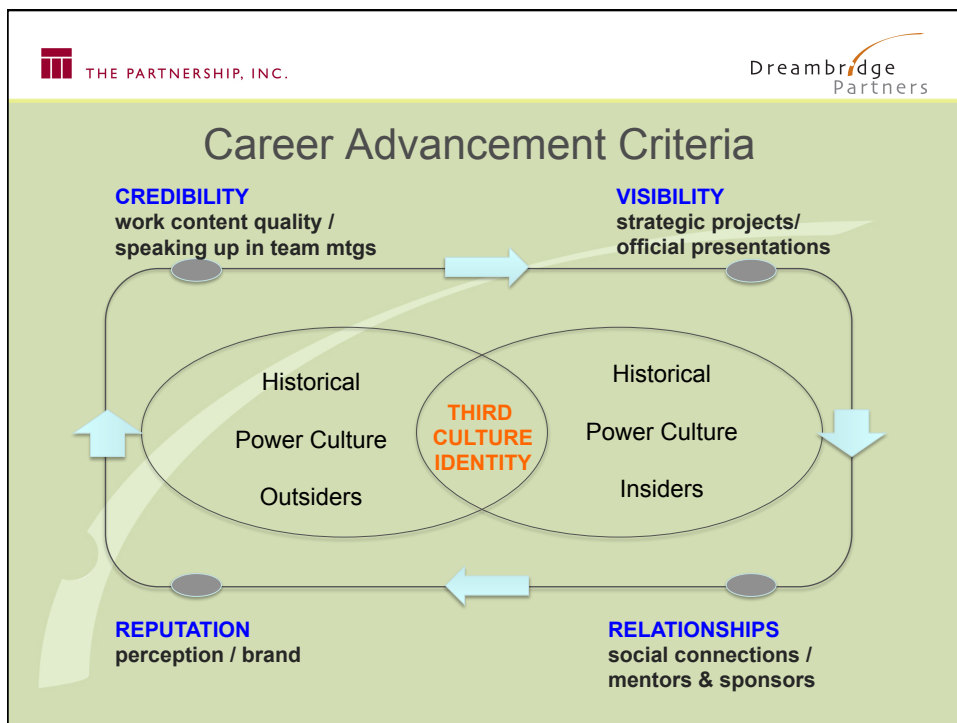 THE PARTNERSHIP, INC.
Dreambridge
Partners
Career Advancement Criteria
CREDIBILITY
work content quality /
speaking up in team mtgs
VISIBILITY
strategic projects/
official presentations
Historical
Power Culture
Outsiders
THIRD
CULTURE
IDENTITY
Historical
Power Culture
Insiders
REPUTATION
perception / brand
RELATIONSHIPS
social connections /
mentors & sponsors